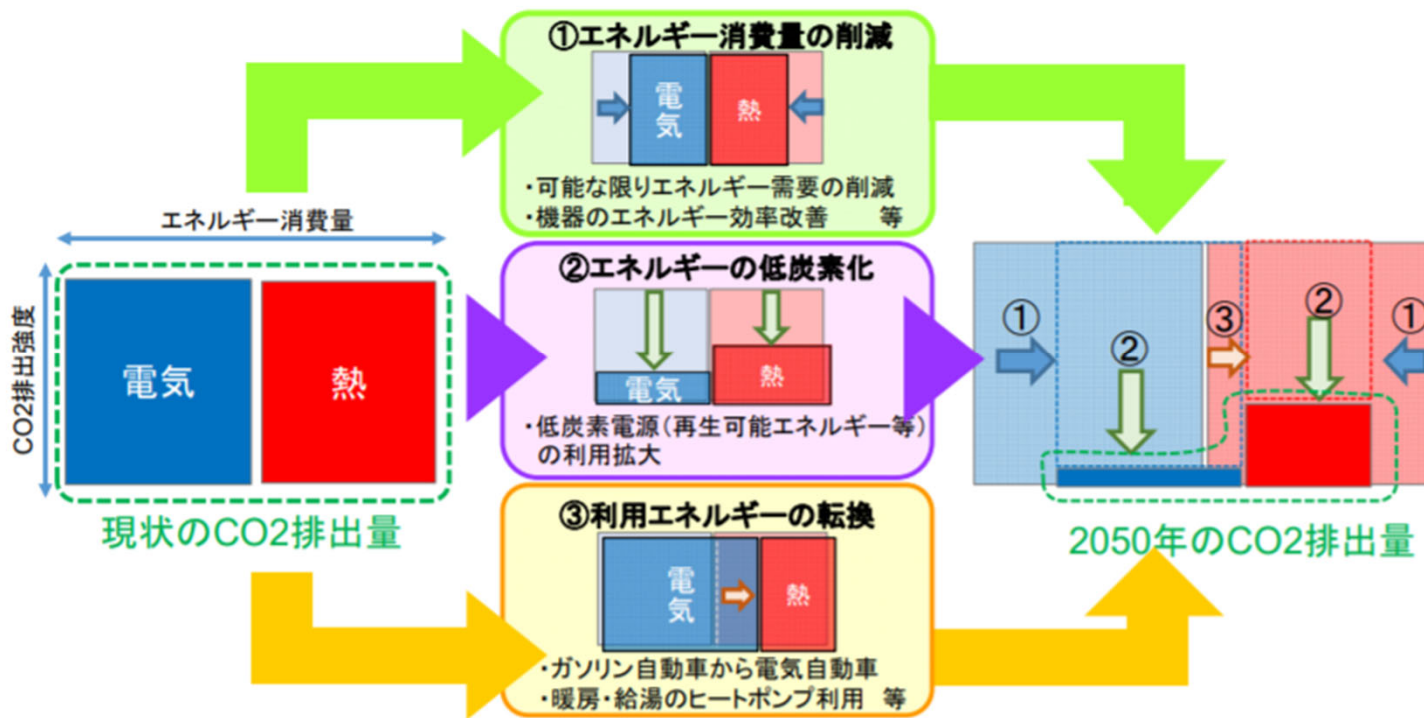 エネルギー消費量
CO2排出強度
電気
熱
現状のCO2排出量
①エネルギー消費量の削減
電気
熱
・可能な限りエネルギー需要の削減
・機器のエネルギー効率改善　等
②エネルギーの低炭素化
電気
熱
・低炭素電源（再生可能エネルギー等）
の利用拡大
③利用エネルギーの転換
電気
熱
・ガソリン自動車から電気自動車
・暖房・給湯のヒートポンプ利用　等
①
②
③
②
①
2050年のCO2排出量